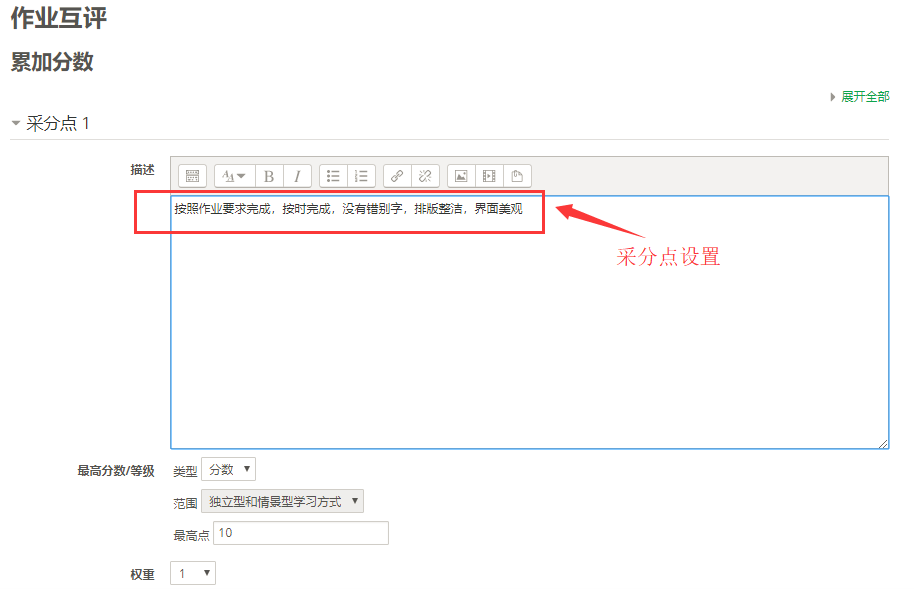 作业互评
累加分数
展开全部
采分点 1
描述
按照作业要求完成，按时完成，没有错别字，排版整洁，界面美观
采分点设置
最高分数/等级 类型 分数
范围 独立型和情景型学习方式
最高点 10
权重 1